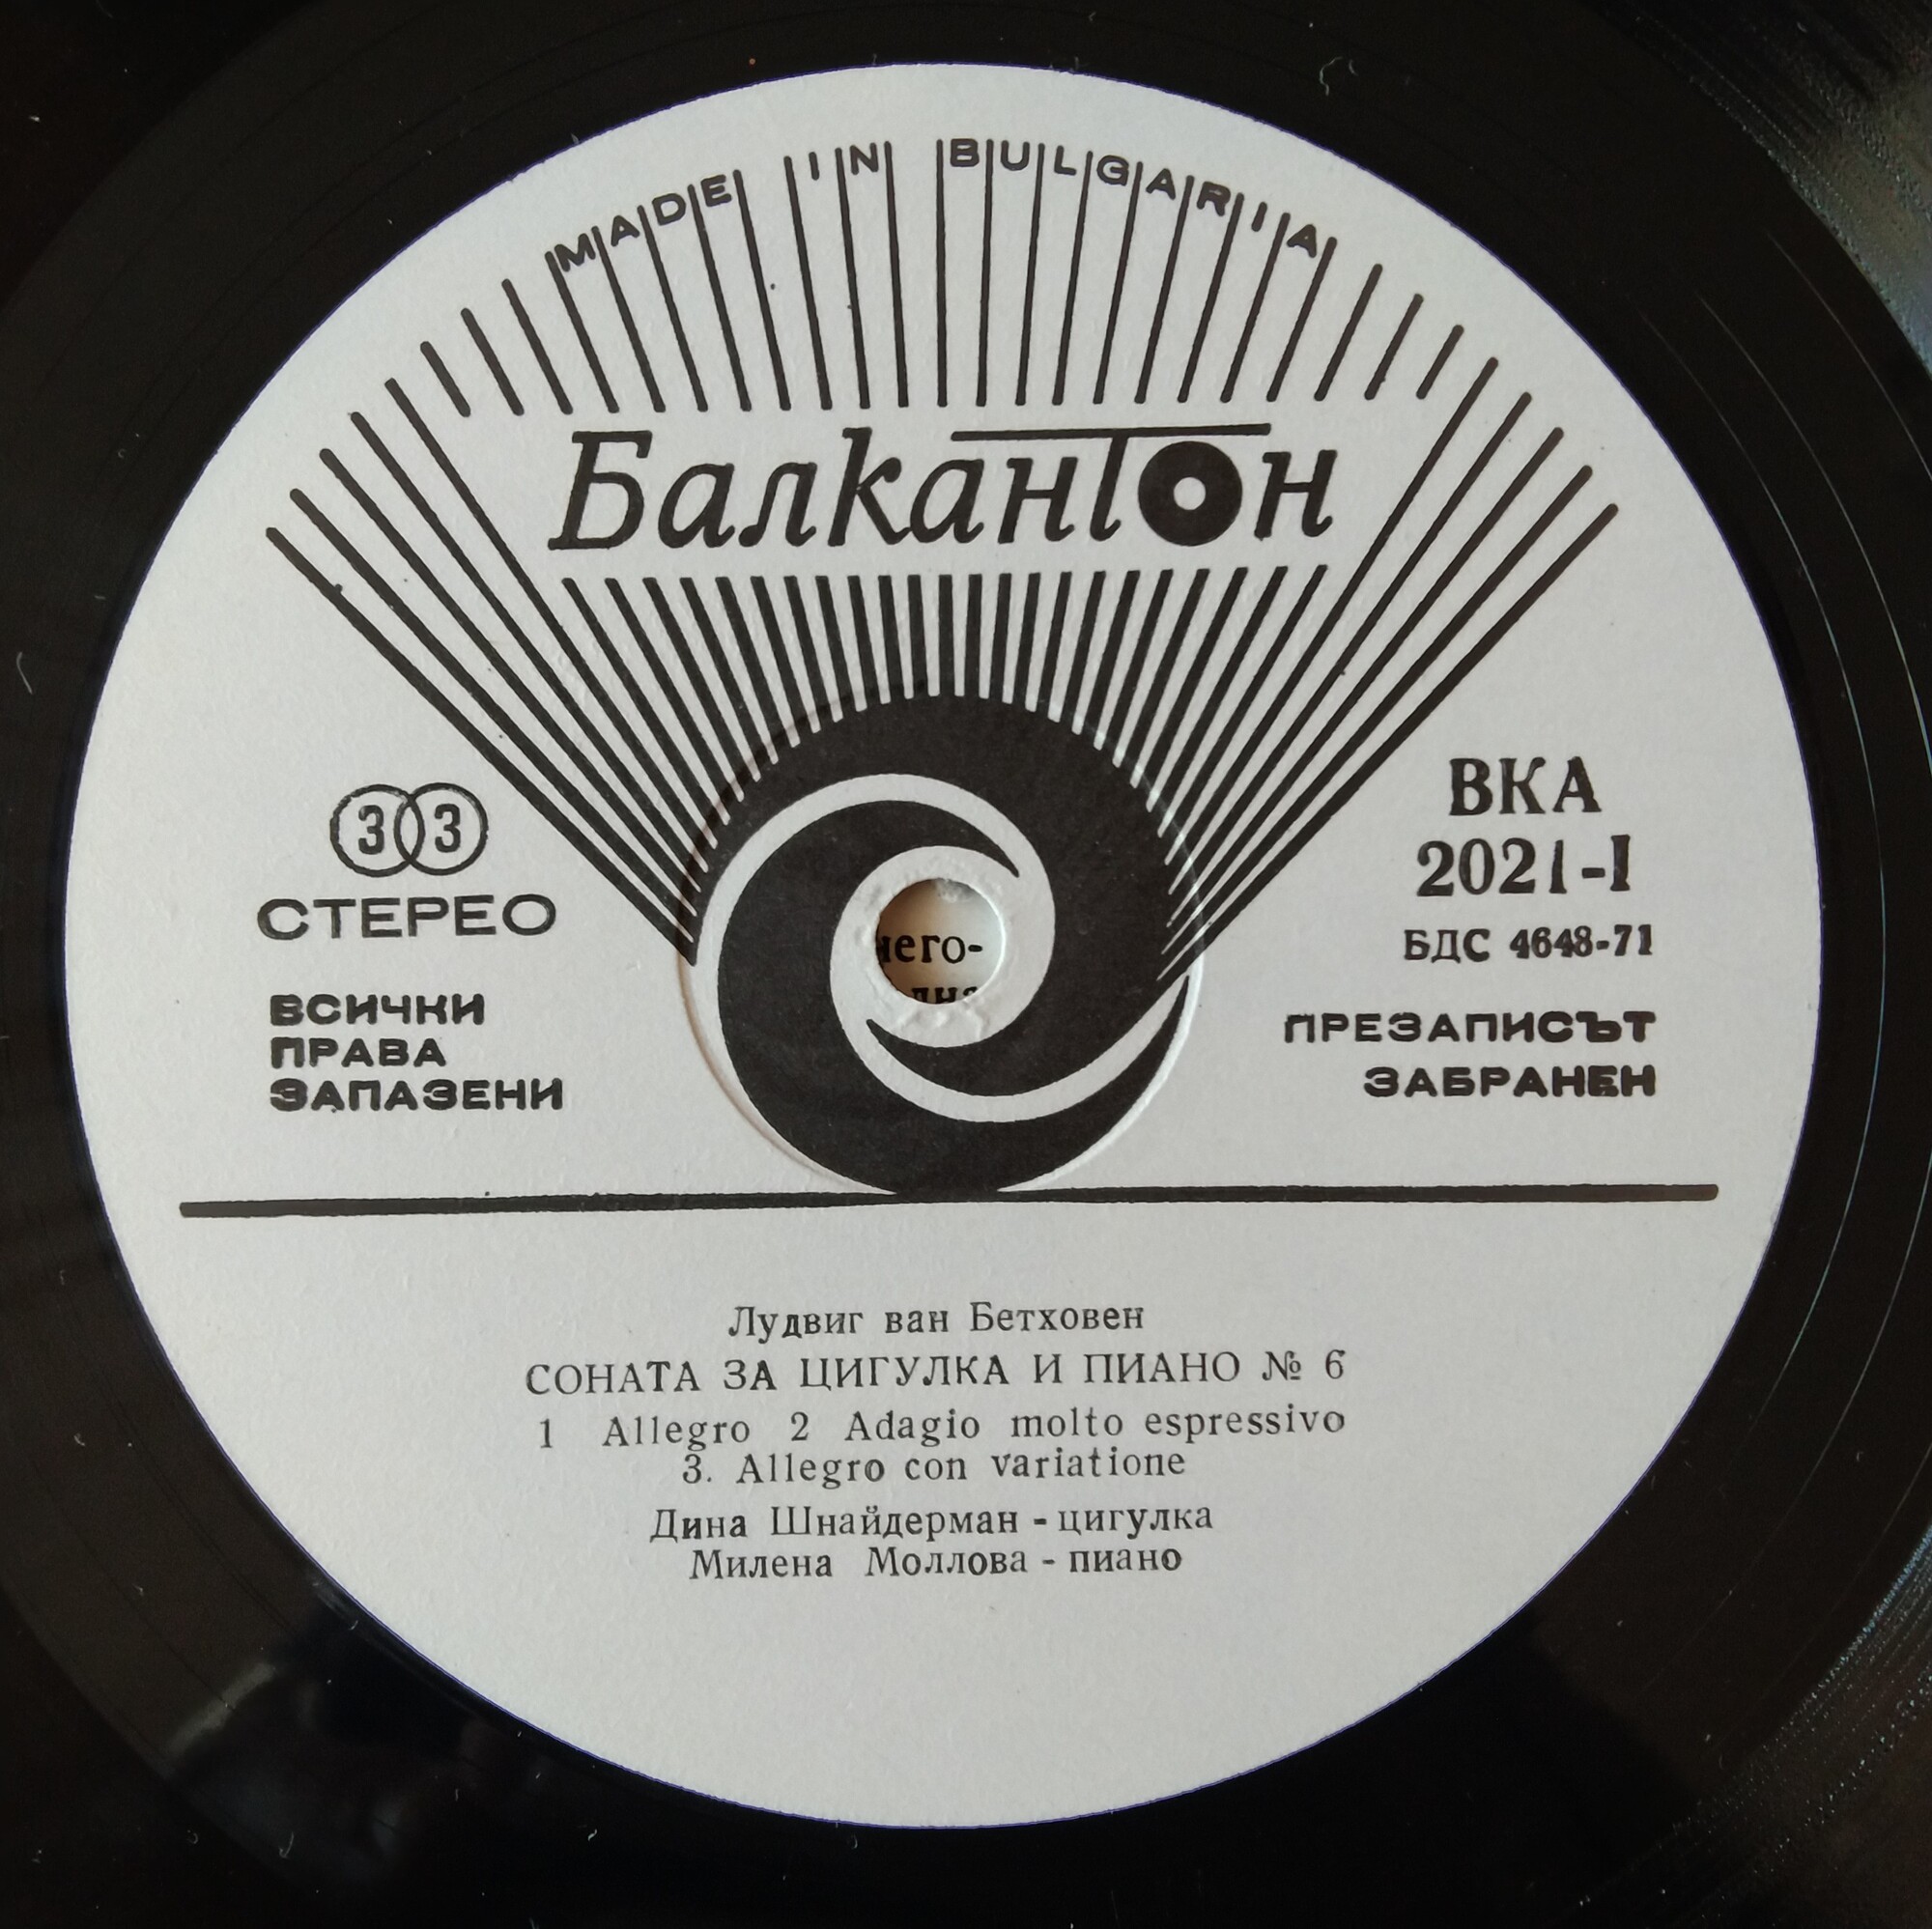 MADE IN BULGARIA
Балкантон
33
СТЕРЕО
ВСИЧКИ
ПРАВА
ЗАПАЗЕНИ
ВКА
2021-I
БДС 4648-71
ПРЕЗАПИСЪТ
ЗАБРАНЕН
Лудвиг ван Бетховен
СОНАТА ЗА ЦИГУЛКА И ПИАНО № 6
1 Allegro 2 Adagio molto espressivo
3. Allegro con variatione
Дина Шнайдерман - цигулка
Милена Моллова - пиано